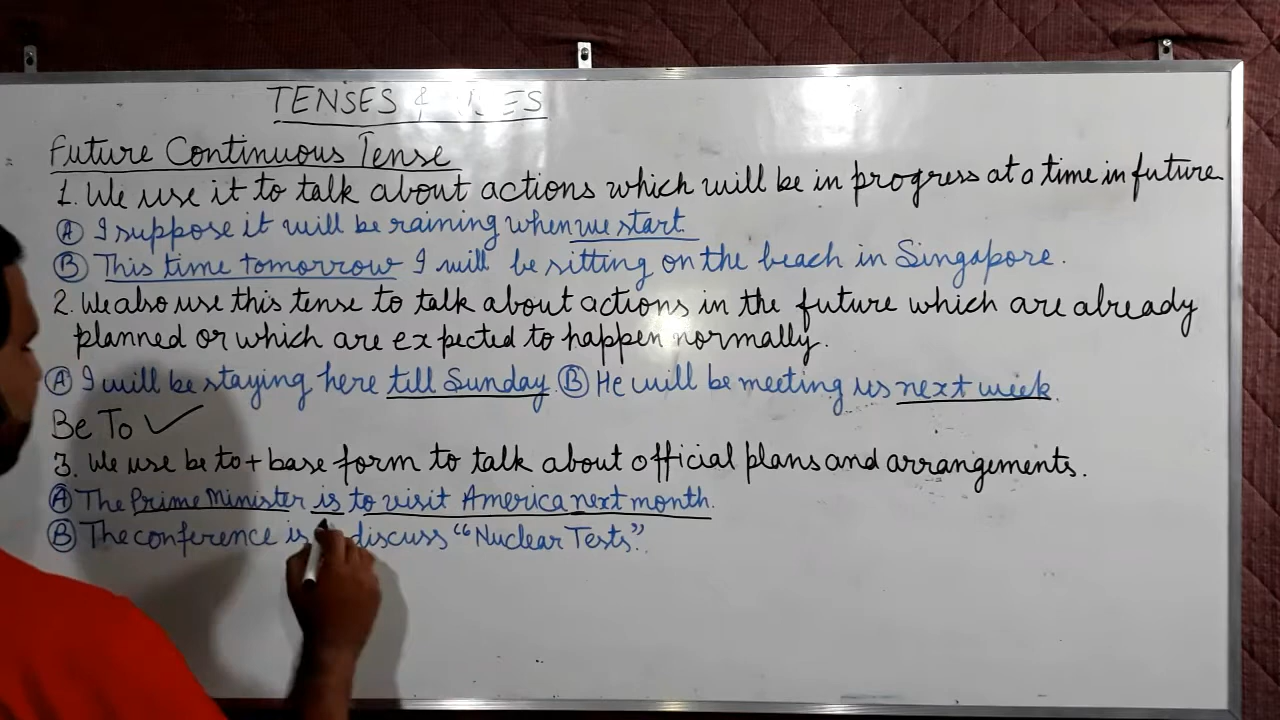 TENSES &
Future Continuous Tense
1. We use it to talk about actions which will be in progress at a time in future
Ⓐ I suppose it will be raining when we start.
Ⓑ This time tomorrow I will be sitting on the beach in Singapore.
2. We also use this tense to talk about actions in the future which are already
planned or which are expected to happen normally.
Ⓐ I will be staying here till Sunday. Ⓑ He will be meeting us next week.
Be To ✓
3. We use be to + base form to talk about official plans and arrangements.
Ⓐ The Prime Minister is to visit America next month.
Ⓑ The conference is discuss "Nuclear Tests".